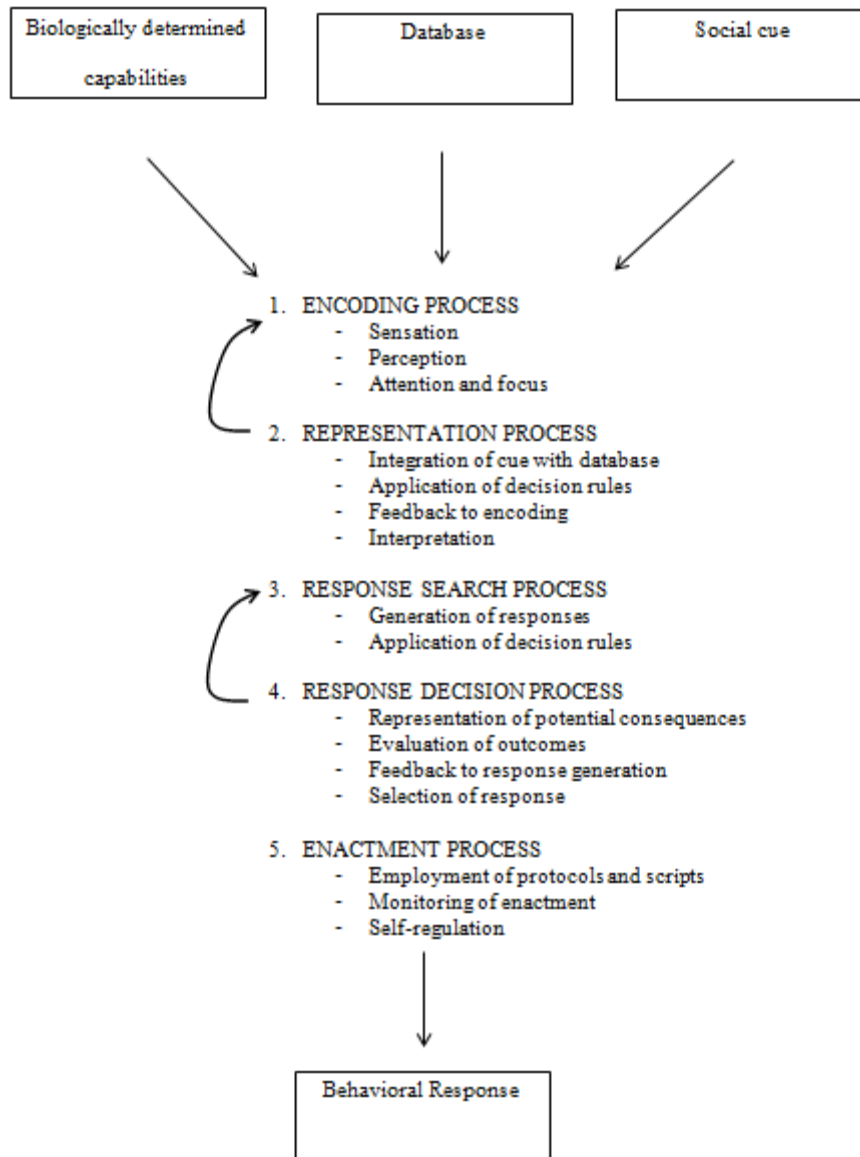 Biologically determined
capabilities
Database
Social cue
1. ENCODING PROCESS
- Sensation
- Perception
- Attention and focus
2. REPRESENTATION PROCESS
- Integration of cue with database
- Application of decision rules
- Feedback to encoding
- Interpretation
3. RESPONSE SEARCH PROCESS
- Generation of responses
- Application of decision rules
4. RESPONSE DECISION PROCESS
- Representation of potential consequences
- Evaluation of outcomes
- Feedback to response generation
- Selection of response
5. ENACTMENT PROCESS
- Employment of protocols and scripts
- Monitoring of enactment
- Self-regulation
Behavioral Response